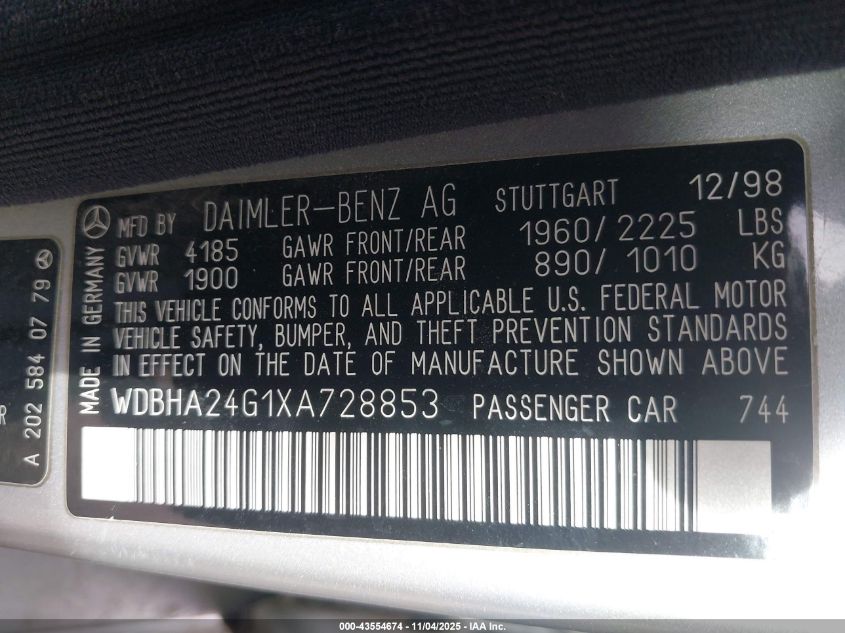 MADE IN GERMANY
MFD BY DAIMLER-BENZ AG STUTTGART 12/98
GVWR 4185 GAWR FRONT/REAR 1960/2225 LBS
GVWR 1900 GAWR FRONT/REAR 890/1010 KG
THIS VEHICLE CONFORMS TO ALL APPLICABLE U.S. FEDERAL MOTOR
VEHICLE SAFETY, BUMPER, AND THEFT PREVENTION STANDARDS
IN EFFECT ON THE DATE OF MANUFACTURE SHOWN ABOVE
WDBHA24G1XA728853 PASSENGER CAR 744
A 202 584 07 79
000-43554674 | 11/04/2025 | IAA Inc.